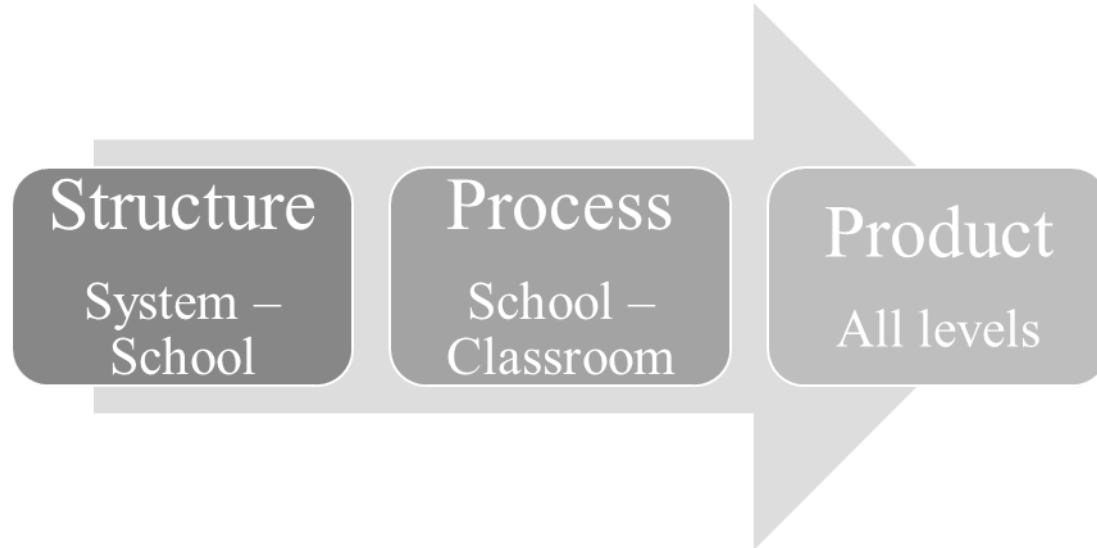 Structure
System –
School
Process
School –
Classroom
Product
All levels